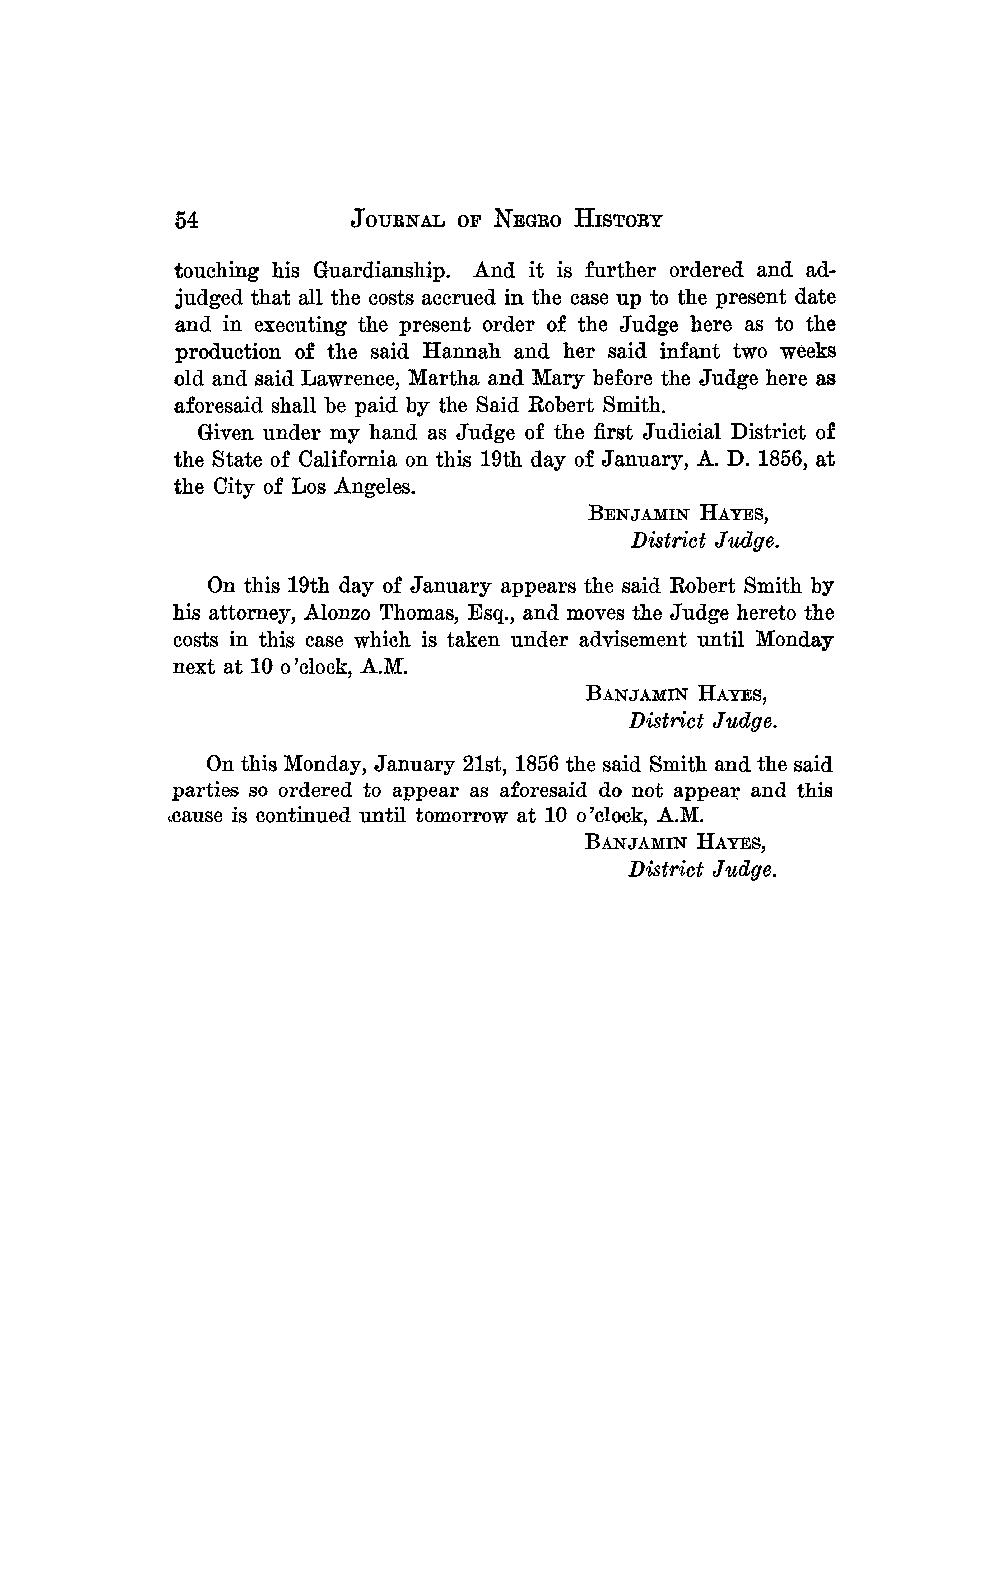 54 JOURNAL OF NEGRO HISTORY
touching his Guardianship. And it is further ordered and ad-
judged that all the costs accrued in the case up to the present date
and in executing the present order of the Judge here as to the
production of the said Hannah and her said infant two weeks
old and said Lawrence, Martha and Mary before the Judge here as
aforesaid shall be paid by the Said Robert Smith.
Given under my hand as Judge of the first Judicial District of
the State of California on this 19th day of January, A. D. 1856, at
the City of Los Angeles.
BENJAMIN HAYES,
District Judge.
On this 19th day of January appears the said Robert Smith by
his attorney, Alonzo Thomas, Esq., and moves the Judge hereto the
costs in this case which is taken under advisement until Monday
next at 10 o'clock, A.M.
BANJAMIN HAYES,
District Judge.
On this Monday, January 21st, 1856 the said Smith and the said
parties so ordered to appear as aforesaid do not appear and this
cause is continued until tomorrow at 10 o'clock, A.M.
BANJAMIN HAYES,
District Judge.